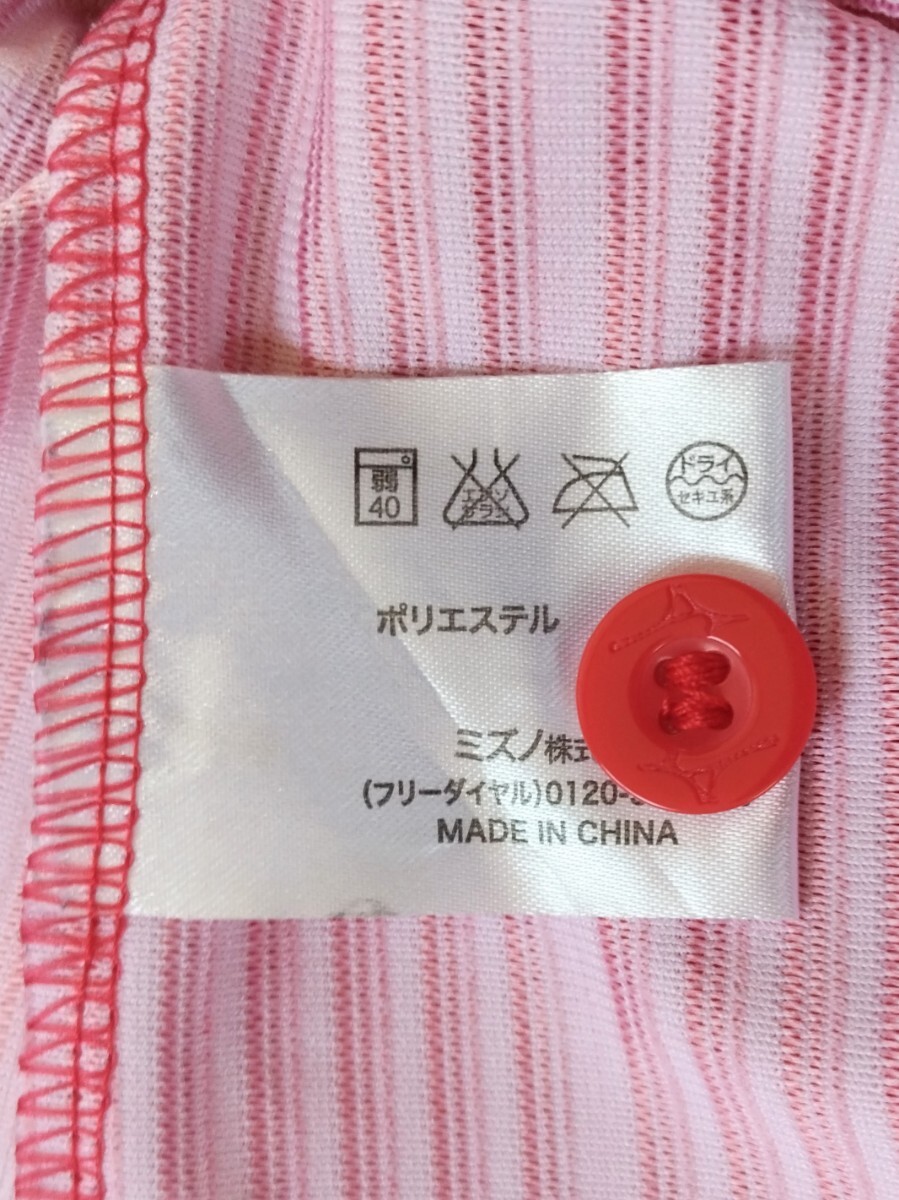 弱 40
エンソ サラシ
ドライ セキユ系
ポリエステル
ミズノ株式
(フリーダイヤル)0120-
MADE IN CHINA